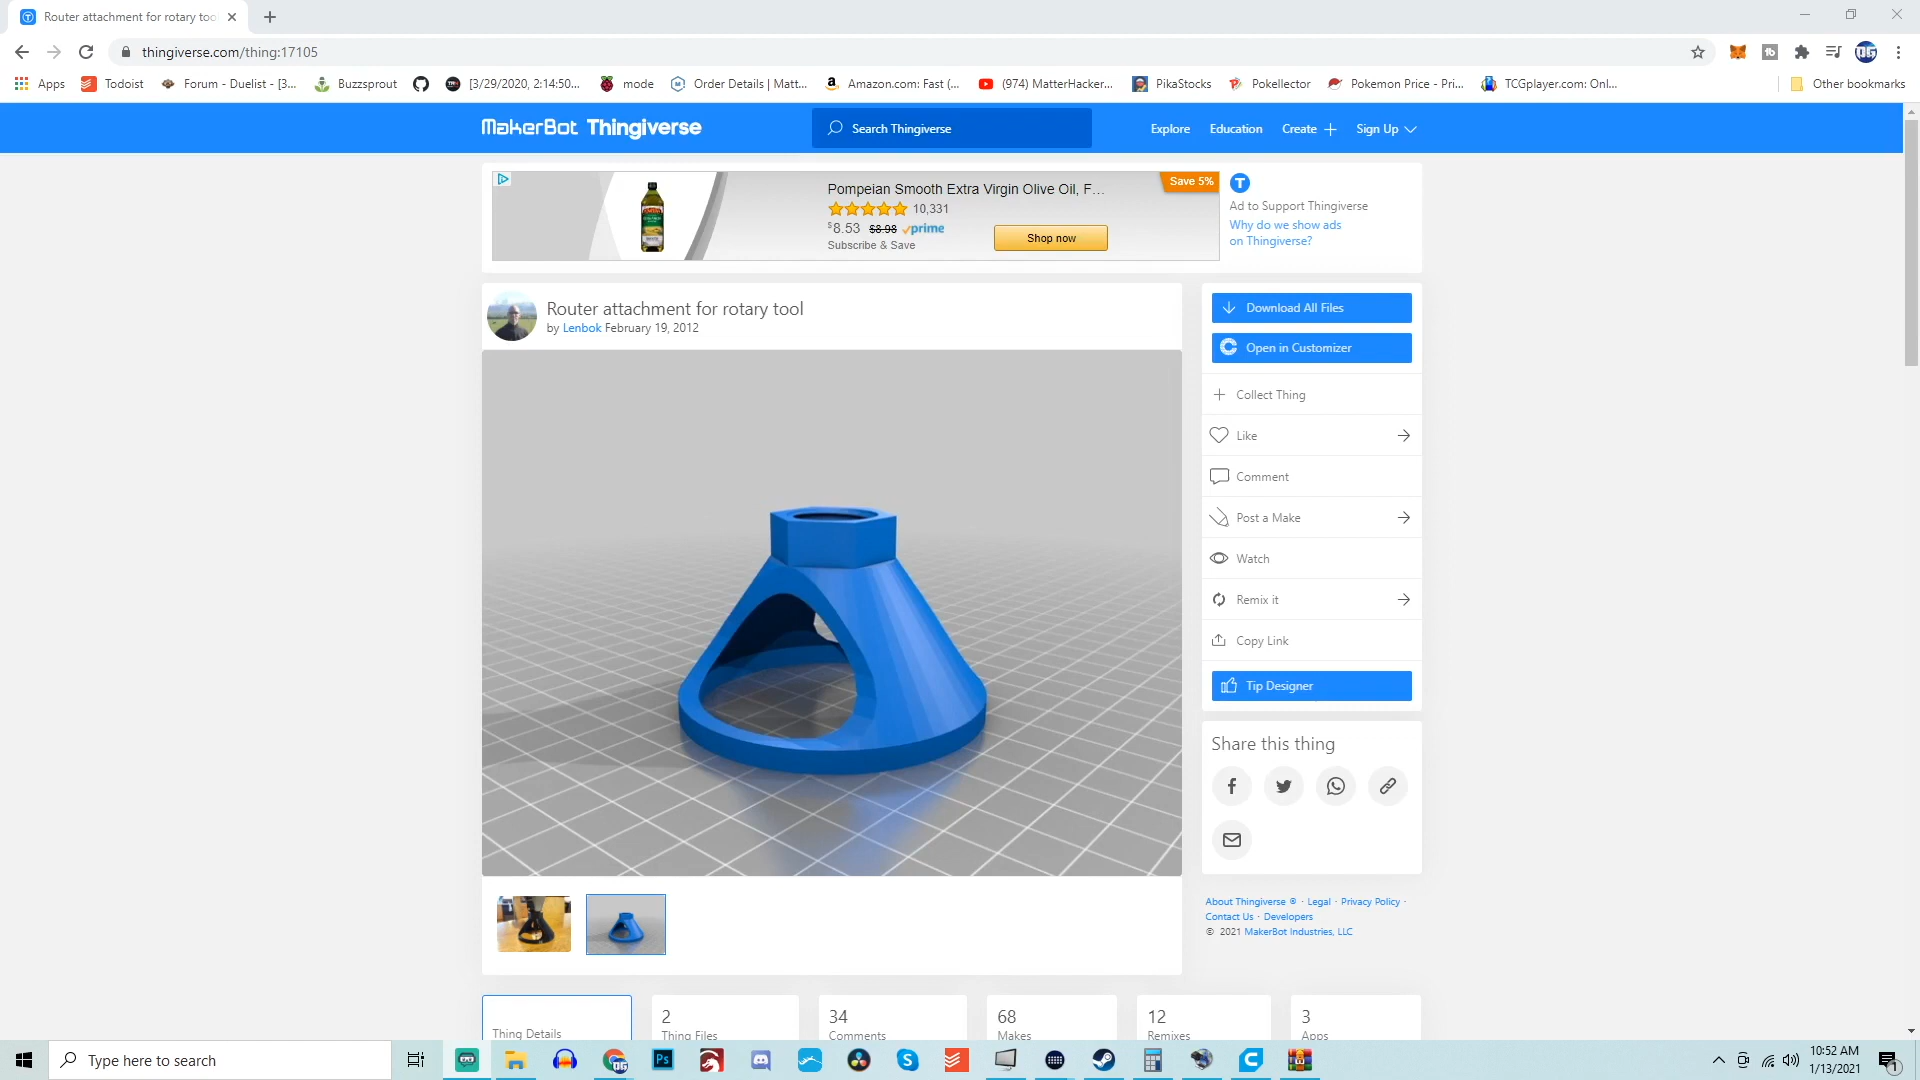 Router attachment for rotary tool
thingiverse.com/thing:17105
Apps
Todoist
Forum - Duelist - [3...
Buzzsprout
[3/29/2020, 2:14:50...
mode
Order Details | Matt...
Amazon.com: Fast (...
(974) MatterHacker...
PikaStocks
Pokellector
Pokemon Price - Pri...
TCGplayer.com: Onl...
Other bookmarks
MakerBot Thingiverse
Search Thingiverse
Explore
Education
Create
Sign Up
Pompeian Smooth Extra Virgin Olive Oil, F...
10,331
$8.53 $8.98 prime
Subscribe & Save
Save 5%
Shop now
Ad to Support Thingiverse
Why do we show ads
on Thingiverse?
Router attachment for rotary tool
by Lenbok February 19, 2012
Download All Files
Open in Customizer
Collect Thing
Like
Comment
Post a Make
Watch
Remix it
Copy Link
Tip Designer
Share this thing
About Thingiverse ® · Legal · Privacy Policy ·
Contact Us · Developers
© 2021 MakerBot Industries, LLC
Thing Details
2
Thing Files
34
Comments
68
Makes
12
Remixes
3
Apps
Type here to search
Ps
10:52 AM
1/13/2021
1